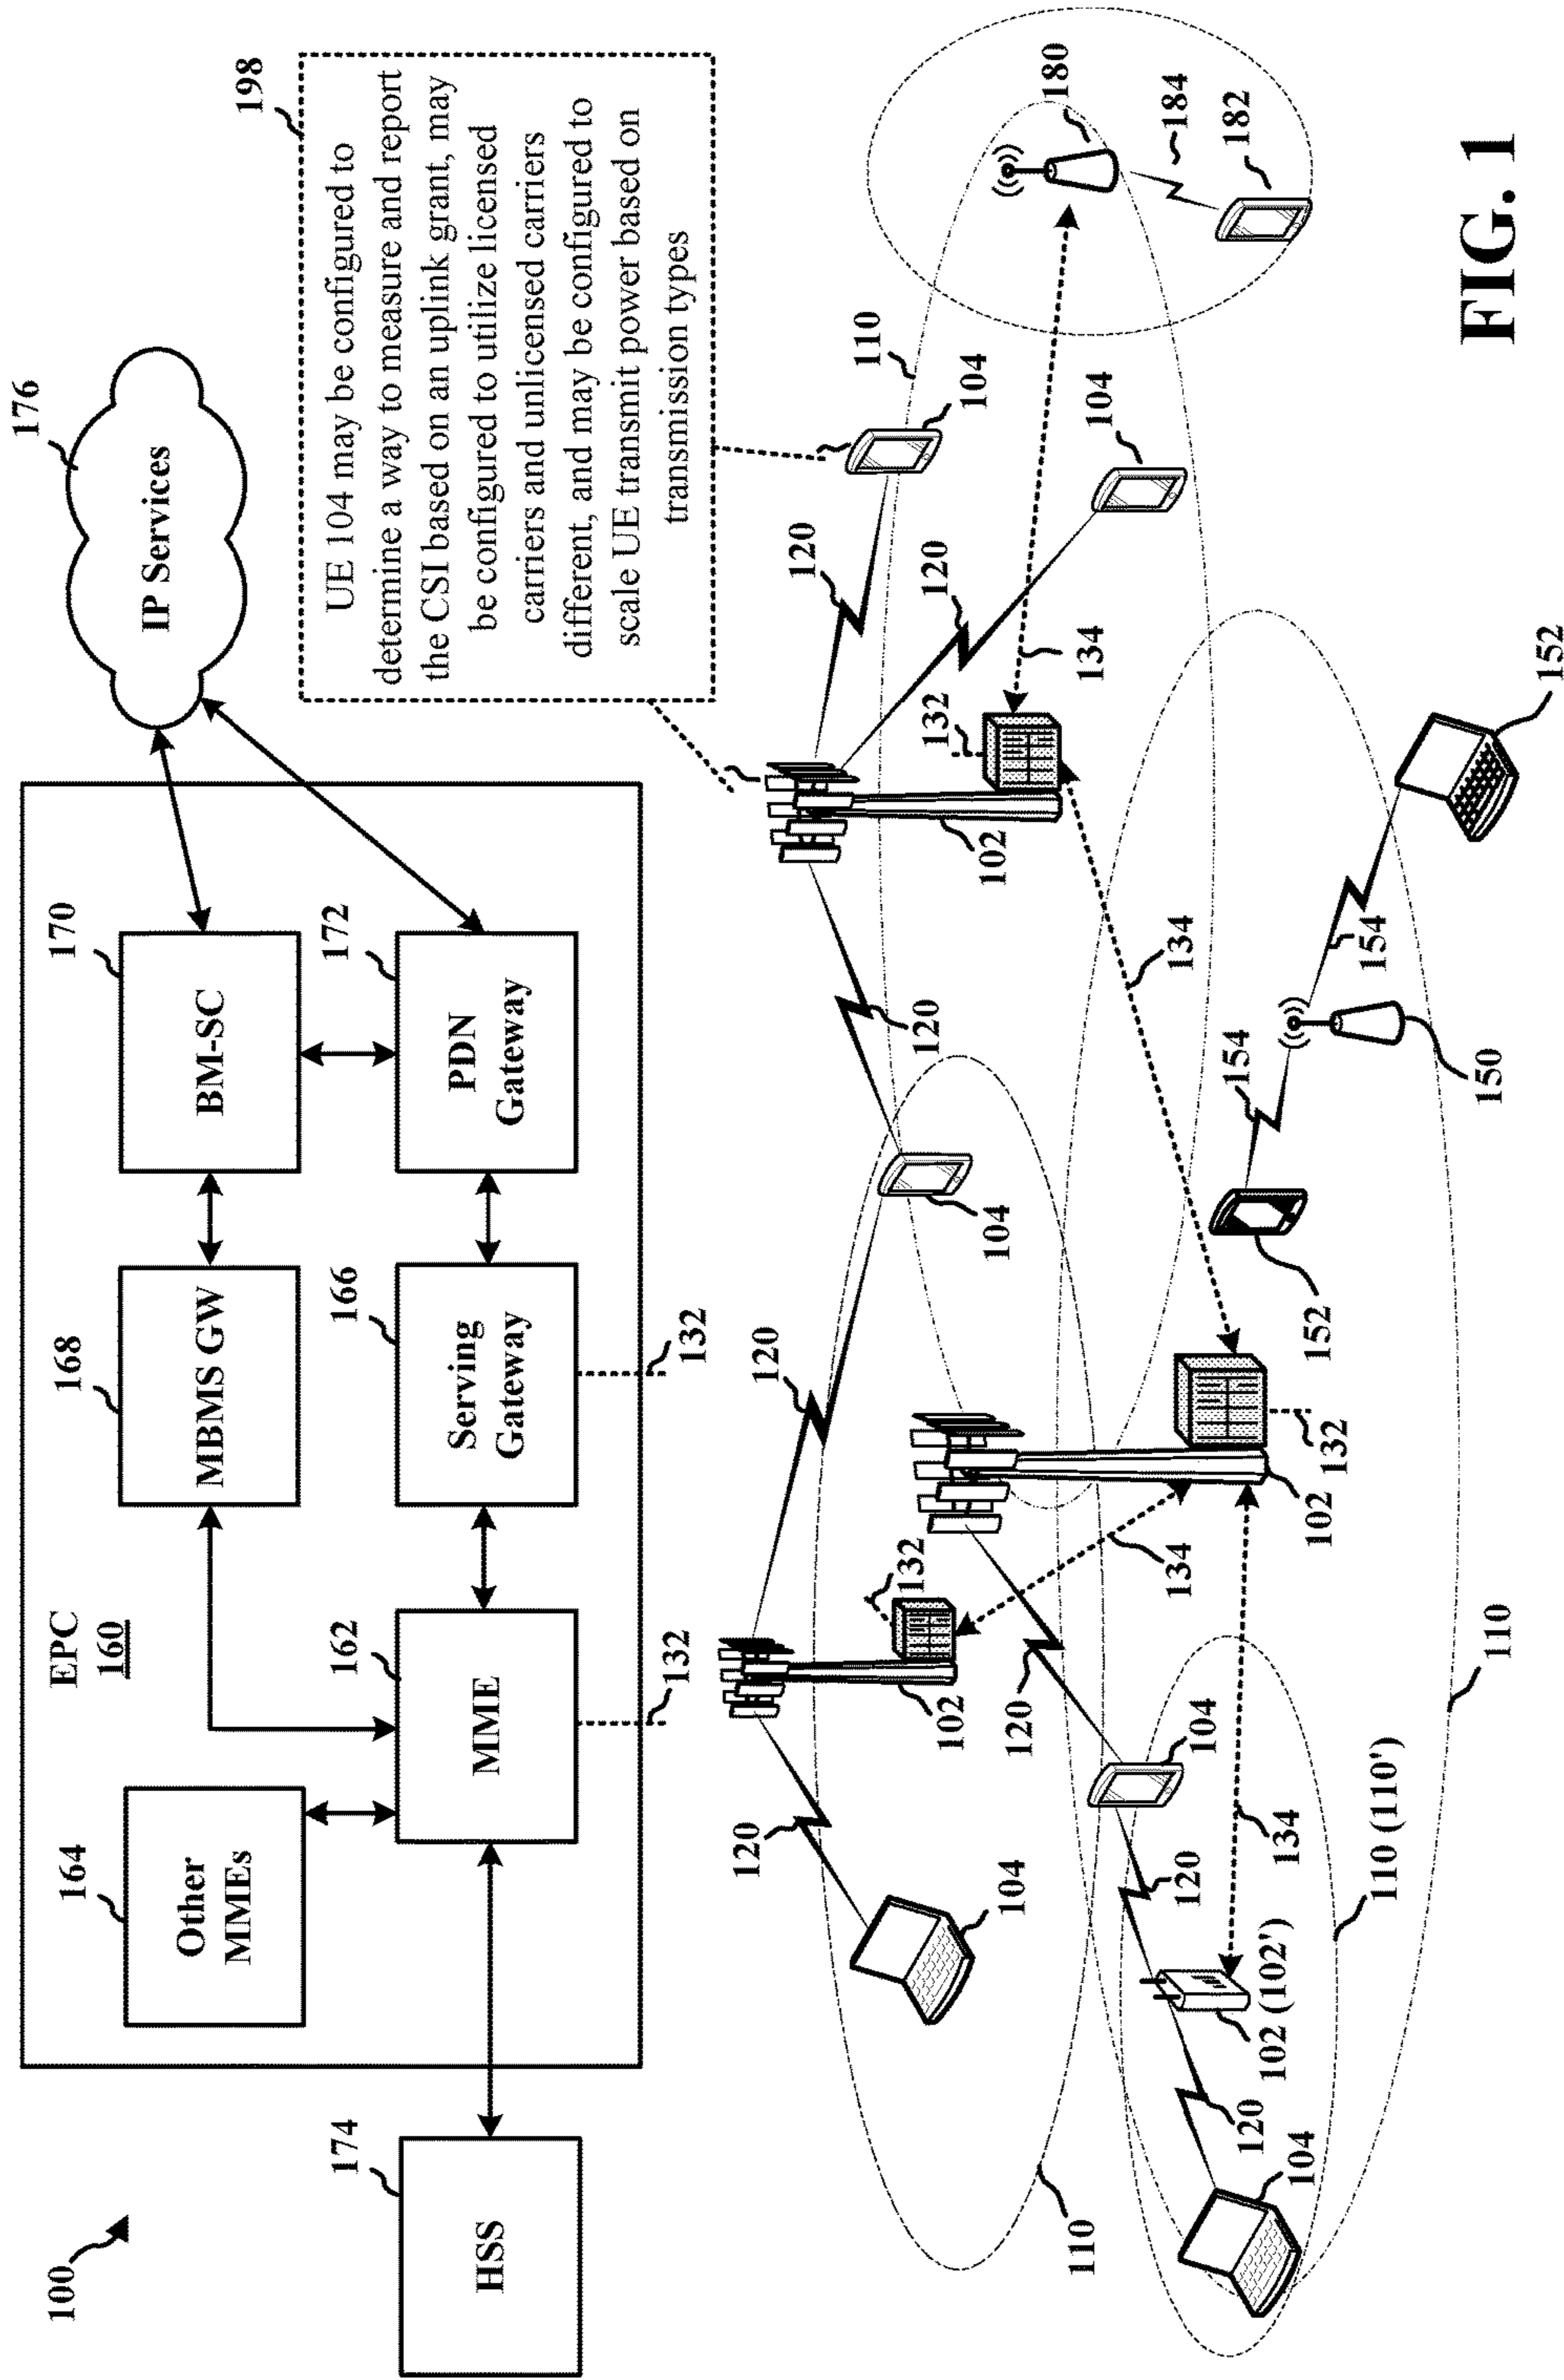 100
EPC
160
164
Other
MMEs
168
MBMS GW
170
BM-SC
176
IP Services
174
HSS
162
MME
166
Serving
Gateway
172
PDN
Gateway
132
132
198
UE 104 may be configured to
determine a way to measure and report
the CSI based on an uplink grant, may
be configured to utilize licensed
carriers and unlicensed carriers
different, and may be configured to
scale UE transmit power based on
transmission types
120
104
102
132
120
120
104
110
110
104
120
102
132
134
120
120
104
110
104
134
180
184
182
120
104
120
102 (102')
104
120
134
110 (110')
134
102
132
134
152
154
150
154
152
110
FIG. 1